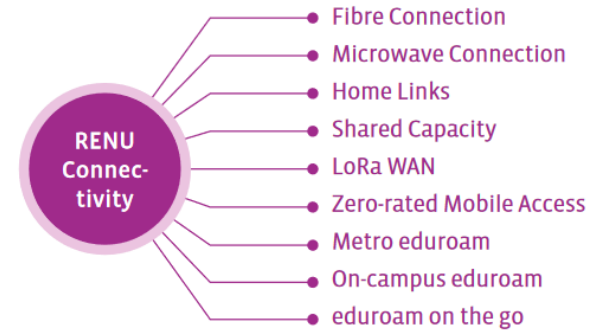 RENU
Connec-
tivity
Fibre Connection
Microwave Connection
Home Links
Shared Capacity
LoRa WAN
Zero-rated Mobile Access
Metro eduroam
On-campus eduroam
eduroam on the go